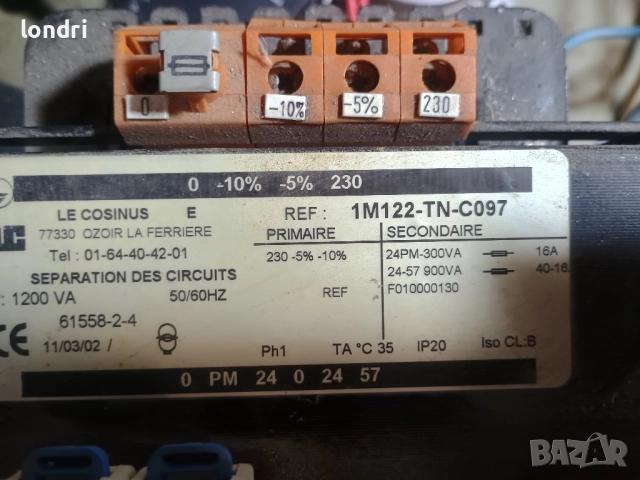 londri
0 -10% -5% 230
0 -10% -5% 230
LE COSINUS E
77330 OZOIR LA FERRIERE
Tel : 01-64-40-42-01
SEPARATION DES CIRCUITS
: 1200 VA 50/60HZ
61558-2-4
CE 11/03/02 /
REF : 1M122-TN-C097
PRIMAIRE SECONDAIRE
230 -5% -10% 24PM-300VA 16A
24-57 900VA 40-16
REF F010000130
Ph1 TA °C 35 IP20 Iso CL:B
0 PM 24 0 24 57
BAZAR